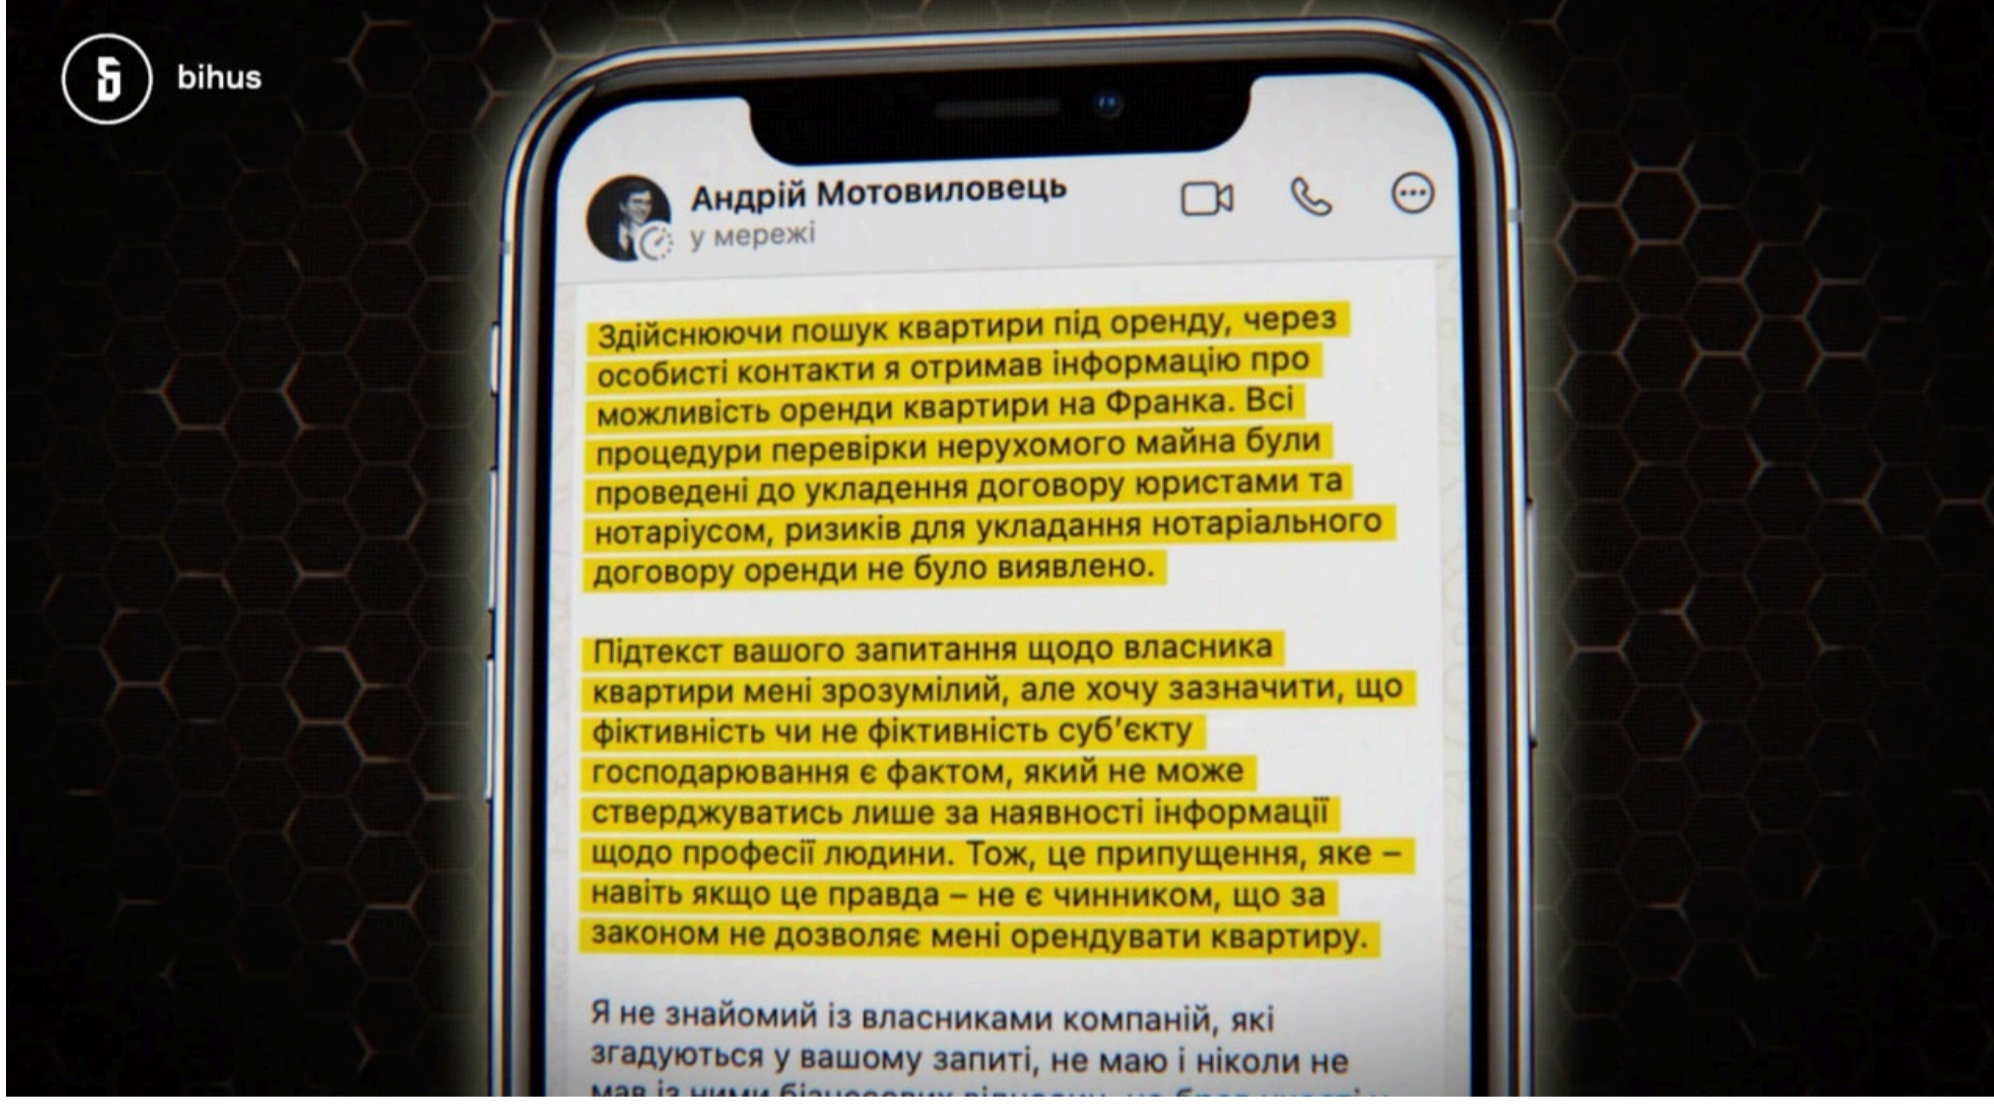 bihus
Андрій Мотовиловець
у мережі
Здійснюючи пошук квартири під оренду, через
особисті контакти я отримав інформацію про
можливість оренди квартири на Франка. Всі
процедури перевірки нерухомого майна були
проведені до укладення договору юристами та
нотаріусом, ризиків для укладання нотаріального
договору оренди не було виявлено.
Підтекст вашого запитання щодо власника
квартири мені зрозумілий, але хочу зазначити, що
фіктивність чи не фіктивність суб’єкту
господарювання є фактом, який не може
стверджуватись лише за наявності інформації
щодо професії людини. Тож, це припущення, яке –
навіть якщо це правда – не є чинником, що за
законом не дозволяє мені орендувати квартиру.
Я не знайомий із власниками компаній, які
згадуються у вашому запиті, не маю і ніколи не
мав із ними бізнесових